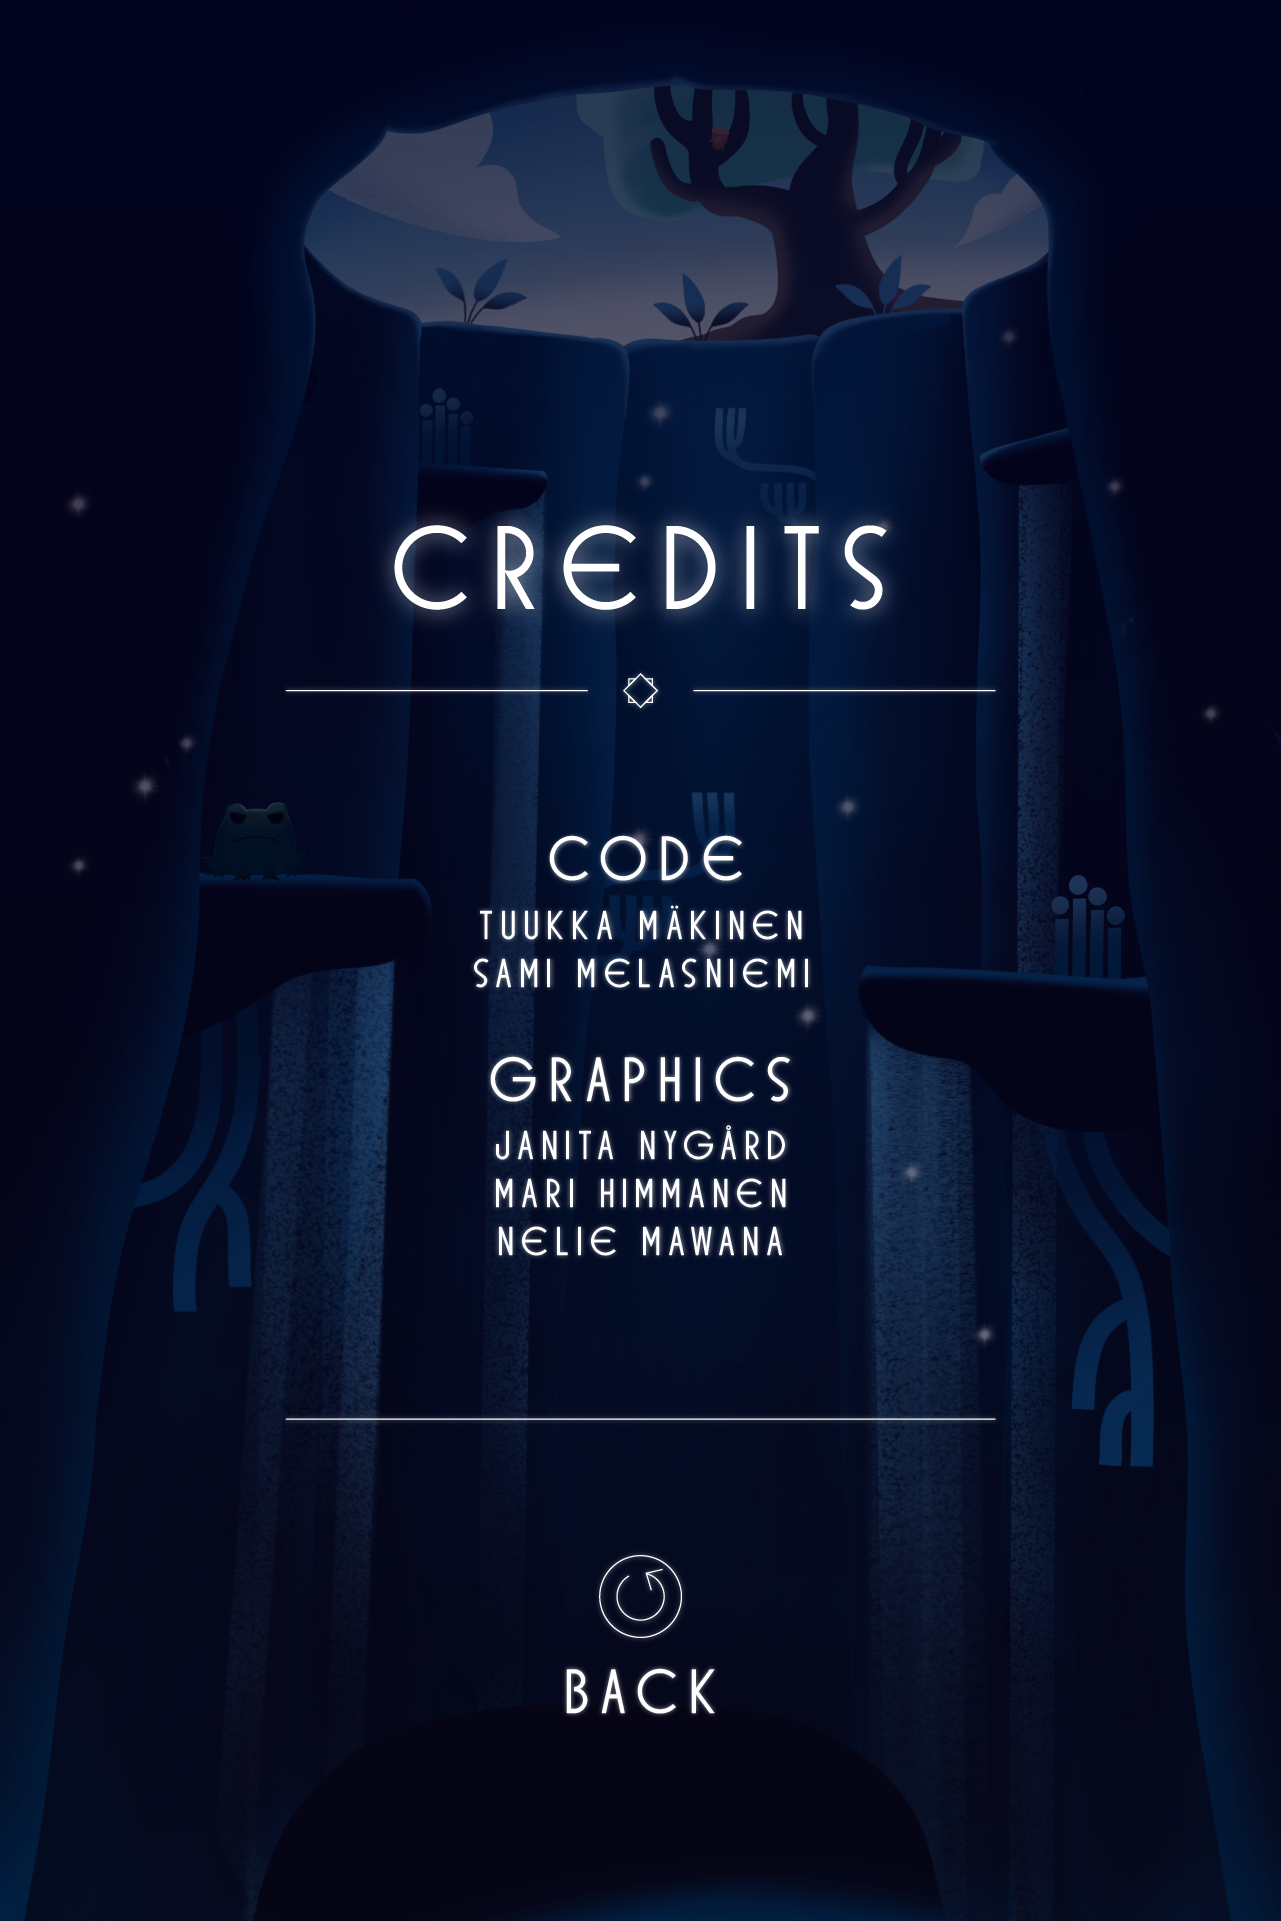 CREDITS
CODE
TUUKKA MÄKINEN
SAMI MELASNIEMI
GRAPHICS
JANITA NYGÅRD
MARI HIMMANEN
NELIE MAWANA
BACK